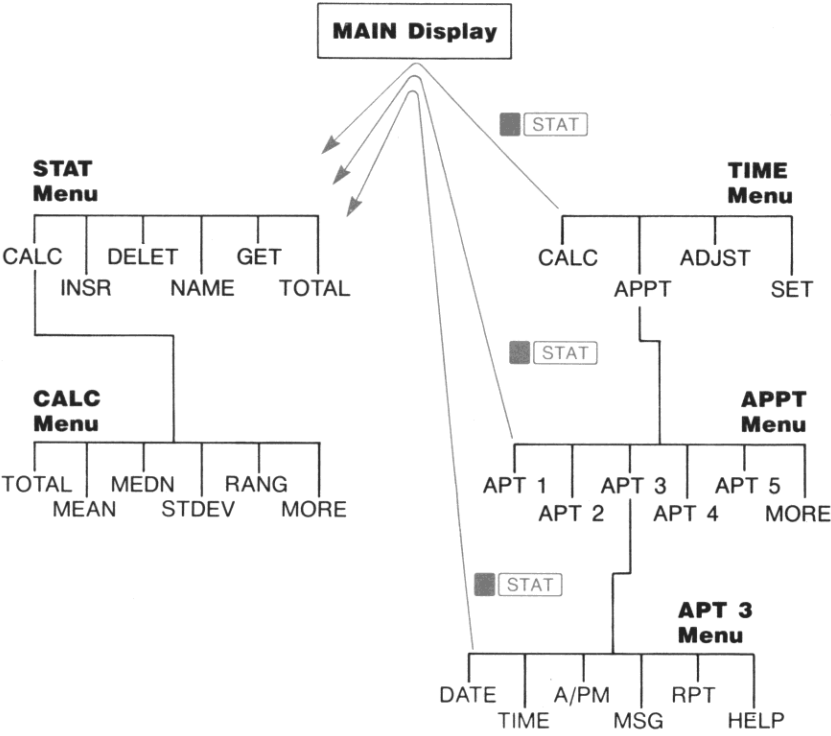 MAIN Display
STAT
STAT
Menu
TIME
Menu
CALC DELET GET
INSR NAME TOTAL
CALC ADJST
APPT SET
STAT
CALC
Menu
APPT
Menu
TOTAL MEDN RANG
MEAN STDEV MORE
APT 1 APT 3 APT 5
APT 2 APT 4 MORE
STAT
APT 3
Menu
DATE A/PM RPT
TIME MSG HELP